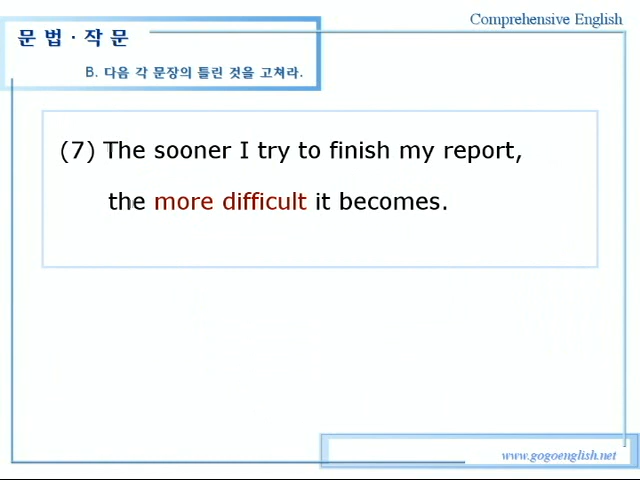 Comprehensive English
문 법 · 작 문
B. 다음 각 문장의 틀린 것을 고쳐라.
(7) The sooner I try to finish my report,
the more difficult it becomes.
www.gogoenglish.net